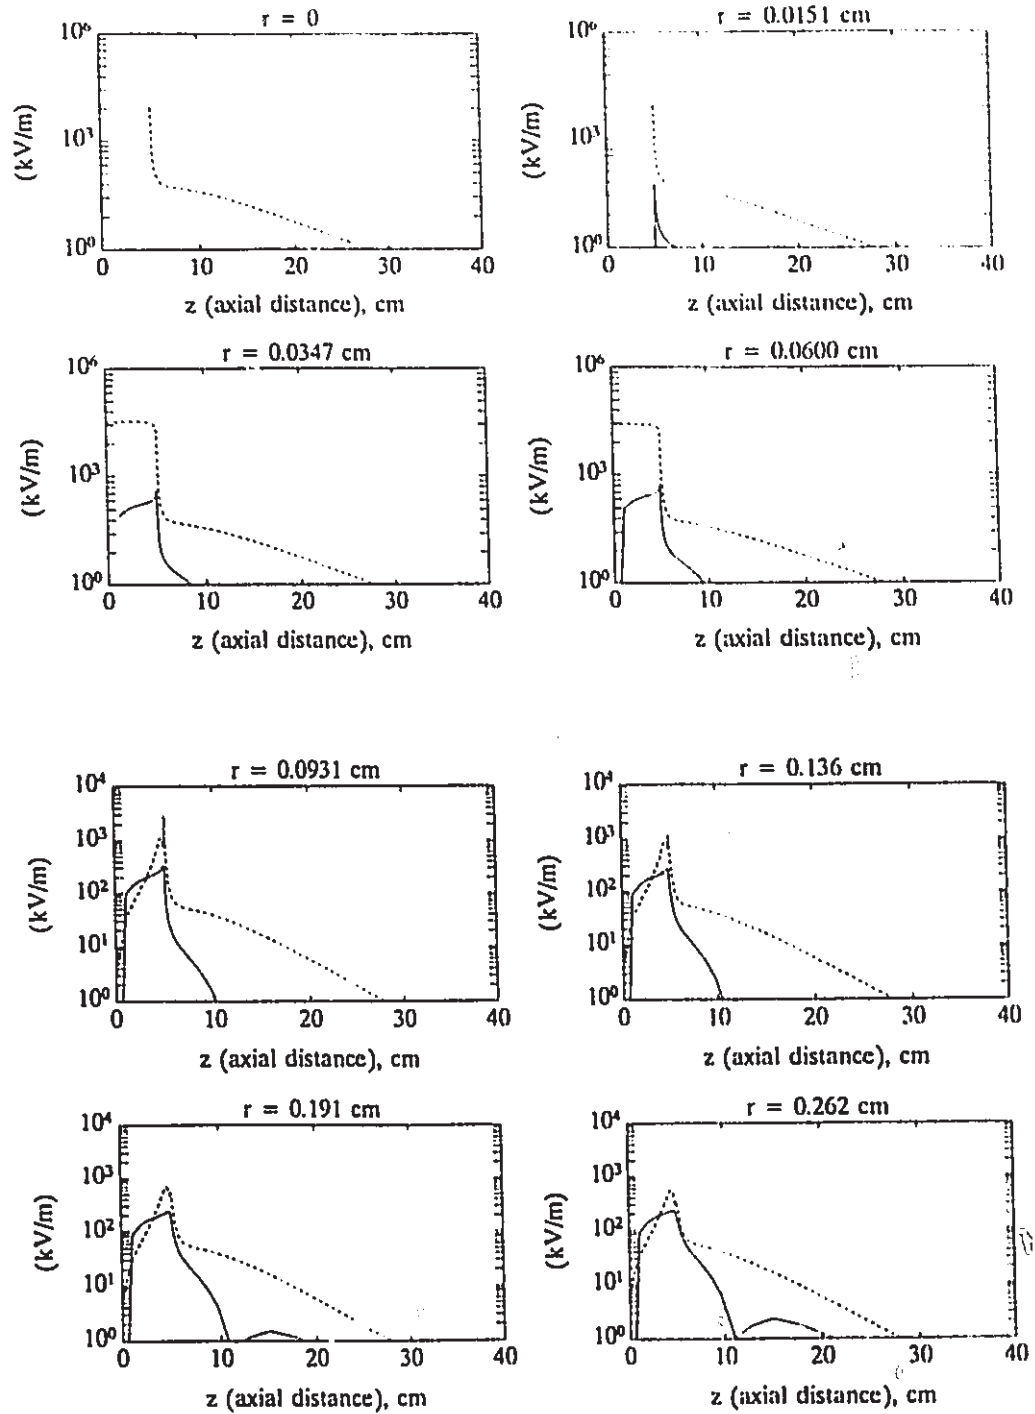 r = 0
r = 0.0151 cm
10⁶
10³
10⁰
(kV/m)
0 10 20 30 40
z (axial distance), cm
10⁶
10³
10⁰
(kV/m)
0 10 20 30 40
z (axial distance), cm
r = 0.0347 cm
r = 0.0600 cm
10⁶
10³
10⁰
(kV/m)
0 10 20 30 40
z (axial distance), cm
10⁶
10³
10⁰
(kV/m)
0 10 20 30 40
z (axial distance), cm
r = 0.0931 cm
r = 0.136 cm
10⁴
10³
10²
10¹
10⁰
(kV/m)
0 10 20 30 40
z (axial distance), cm
10⁴
10³
10²
10¹
10⁰
(kV/m)
0 10 20 30 40
z (axial distance), cm
r = 0.191 cm
r = 0.262 cm
10⁴
10³
10²
10¹
10⁰
(kV/m)
0 10 20 30 40
z (axial distance), cm
10⁴
10³
10²
10¹
10⁰
(kV/m)
0 10 20 30 40
z (axial distance), cm